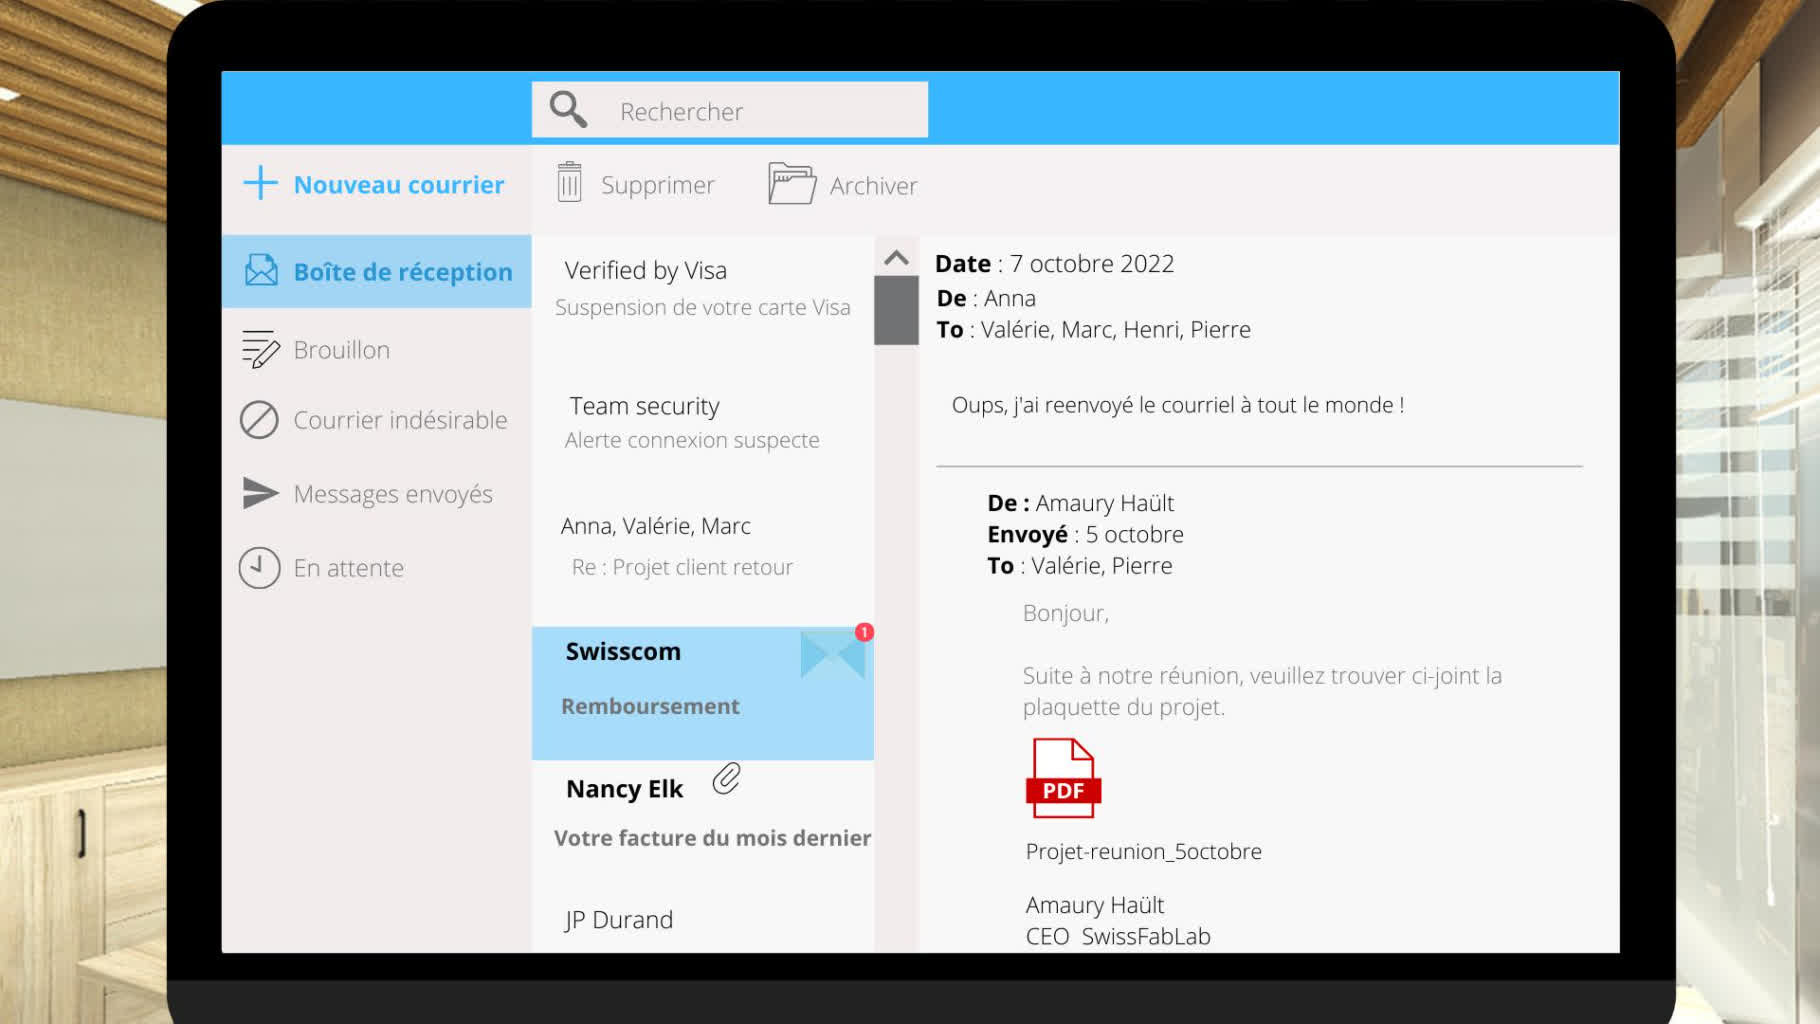 Rechercher
Nouveau courrier
Supprimer
Archiver
Boîte de réception
Brouillon
Courrier indésirable
Messages envoyés
En attente
Verified by Visa
Suspension de votre carte Visa
Team security
Alerte connexion suspecte
Anna, Valérie, Marc
Re : Projet client retour
1
Swisscom
Remboursement
Nancy Elk
Votre facture du mois dernier
JP Durand
Date : 7 octobre 2022
De : Anna
To : Valérie, Marc, Henri, Pierre
Oups, j'ai reenvoyé le courriel à tout le monde !
De : Amaury Haült
Envoyé : 5 octobre
To : Valérie, Pierre
Bonjour,
Suite à notre réunion, veuillez trouver ci-joint la
plaquette du projet.
PDF
Projet-reunion_5octobre
Amaury Haült
CEO SwissFabLab